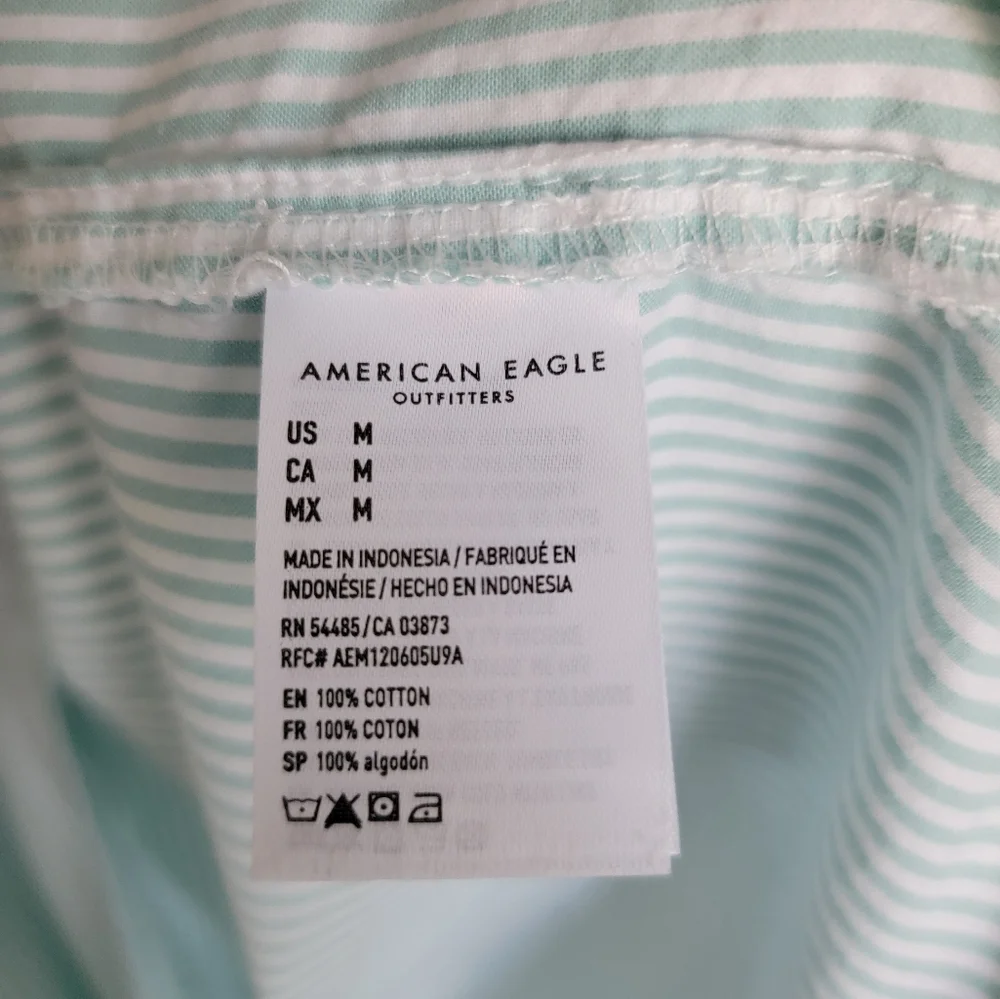 AMERICAN EAGLE
OUTFITTERS
US M
CA M
MX M
MADE IN INDONESIA / FABRIQUÉ EN
INDONÉSIE / HECHO EN INDONESIA
RN 54485 / CA 03873
RFC# AEM120605U9A
EN 100% COTTON
FR 100% COTON
SP 100% algodón